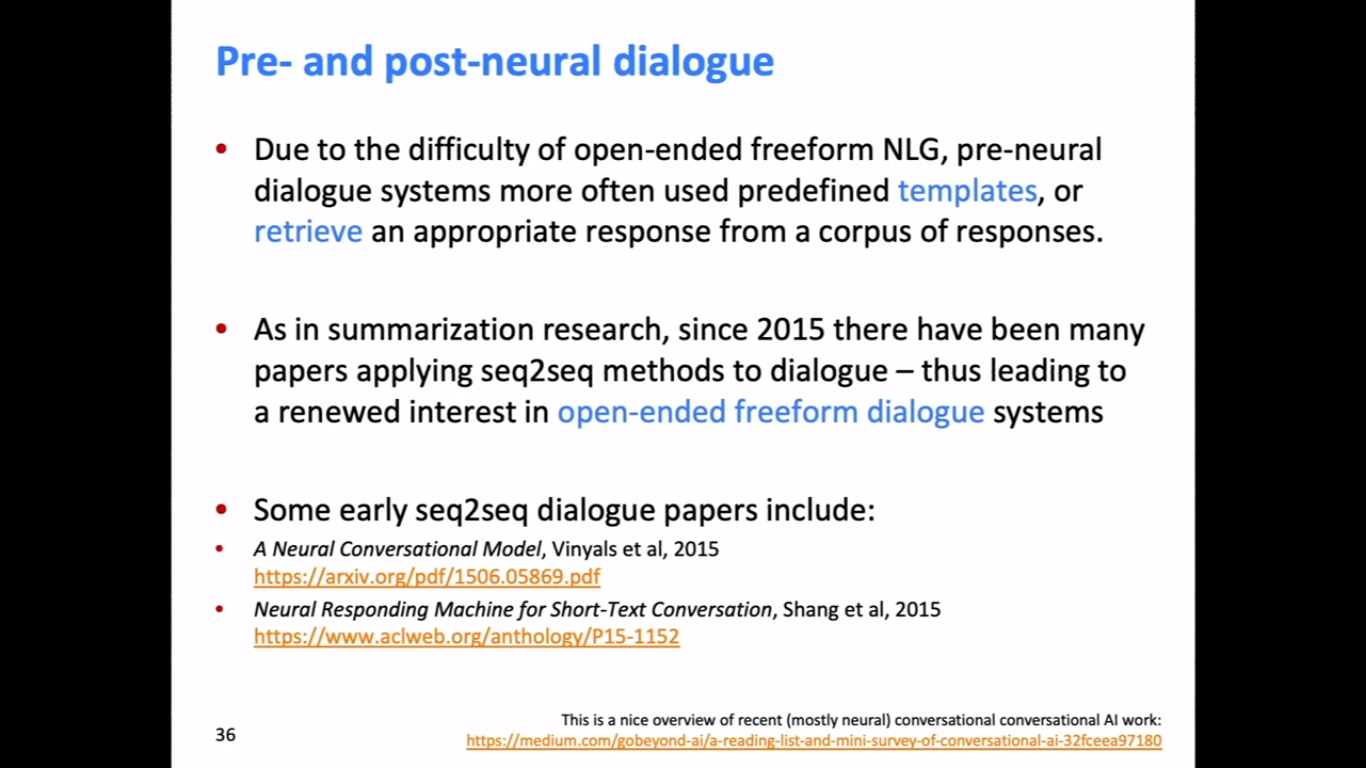 Pre- and post-neural dialogue
• Due to the difficulty of open-ended freeform NLG, pre-neural
dialogue systems more often used predefined templates, or
retrieve an appropriate response from a corpus of responses.
• As in summarization research, since 2015 there have been many
papers applying seq2seq methods to dialogue – thus leading to
a renewed interest in open-ended freeform dialogue systems
• Some early seq2seq dialogue papers include:
• A Neural Conversational Model, Vinyals et al, 2015
https://arxiv.org/pdf/1506.05869.pdf
• Neural Responding Machine for Short-Text Conversation, Shang et al, 2015
https://www.aclweb.org/anthology/P15-1152
This is a nice overview of recent (mostly neural) conversational conversational AI work:
https://medium.com/gobeyond-ai/a-reading-list-and-mini-survey-of-conversational-ai-32fceea97180
36